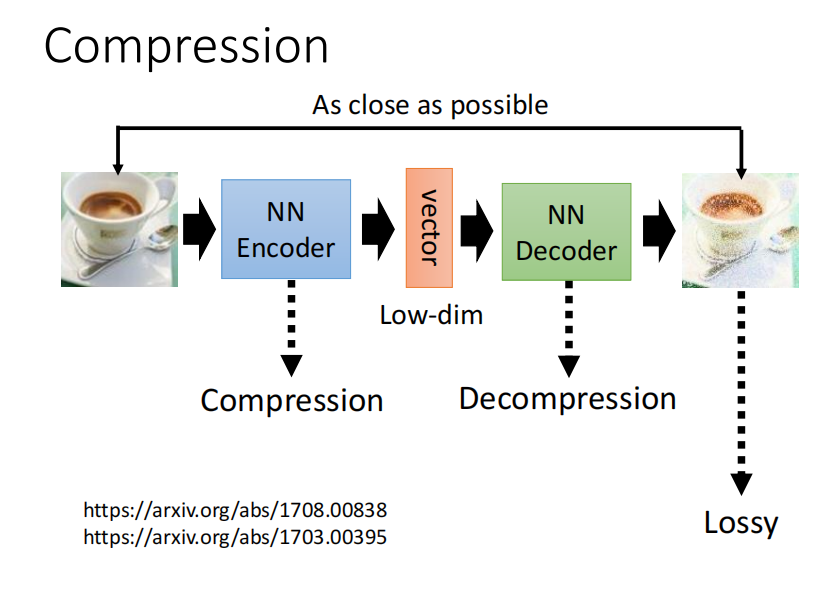 Compression
As close as possible
NN
Encoder
vector
NN
Decoder
Low-dim
Compression
Decompression
https://arxiv.org/abs/1708.00838
https://arxiv.org/abs/1703.00395
Lossy